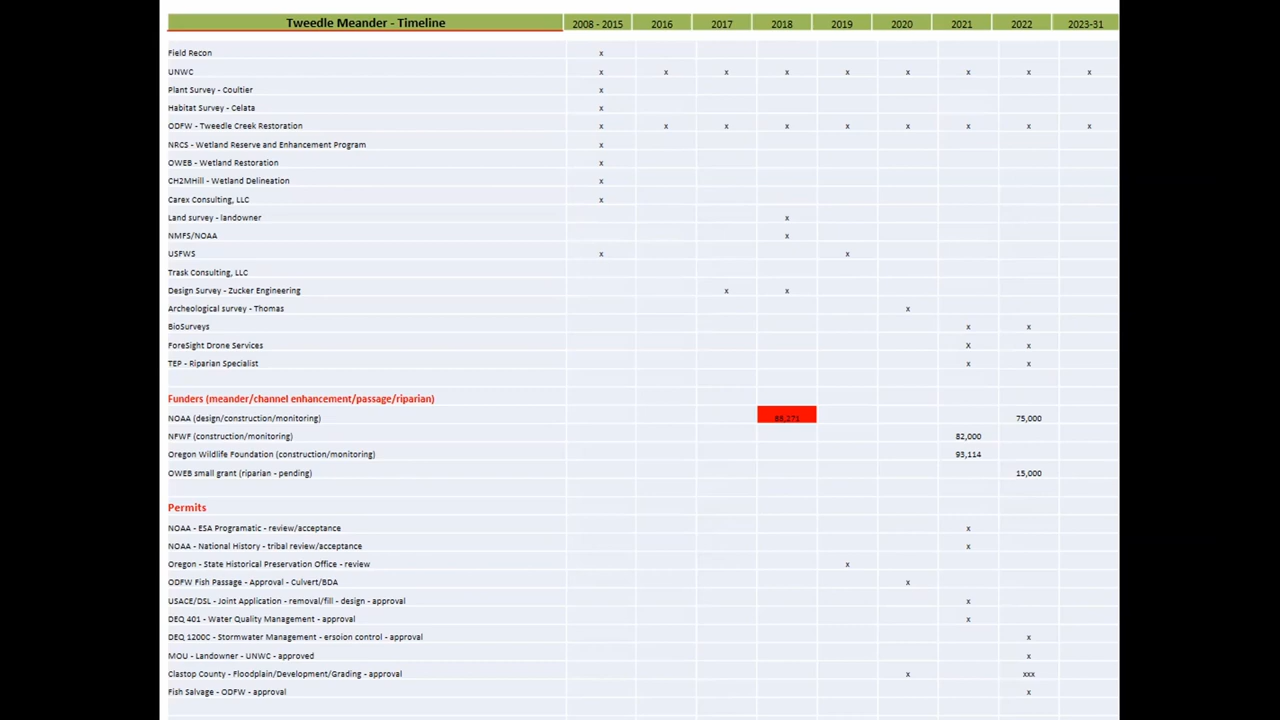 Tweedle Meander - Timeline 2008 - 2015 2016 2017 2018 2019 2020 2021 2022 2023-31
Field Recon x
UNWC x x x x x x x x x
Plant Survey - Coultier x
Habitat Survey - Celata x
ODFW - Tweedle Creek Restoration x x x x x x x x x
NRCS - Wetland Reserve and Enhancement Program x
OWEB - Wetland Restoration x
CH2MHill - Wetland Delineation x
Carex Consulting, LLC x
Land survey - landowner x
NMFS/NOAA x
USFWS x x
Trask Consulting, LLC
Design Survey - Zucker Engineering x x
Archeological survey - Thomas x
BioSurveys x x
ForeSight Drone Services X x
TEP - Riparian Specialist x x
Funders (meander/channel enhancement/passage/riparian)
NOAA (design/construction/monitoring) 88,271 75,000
NFWF (construction/monitoring) 82,000
Oregon Wildlife Foundation (construction/monitoring) 93,114
OWEB small grant (riparian - pending) 15,000
Permits
NOAA - ESA Programatic - review/acceptance x
NOAA - National History - tribal review/acceptance x
Oregon - State Historical Preservation Office - review x
ODFW Fish Passage - Approval - Culvert/BDA x
USACE/DSL - Joint Application - removal/fill - design - approval x
DEQ 401 - Water Quality Management - approval x
DEQ 1200C - Stormwater Management - ersoion control - approval x
MOU - Landowner - UNWC - approved x
Clastop County - Floodplain/Development/Grading - approval x xxx
Fish Salvage - ODFW - approval x